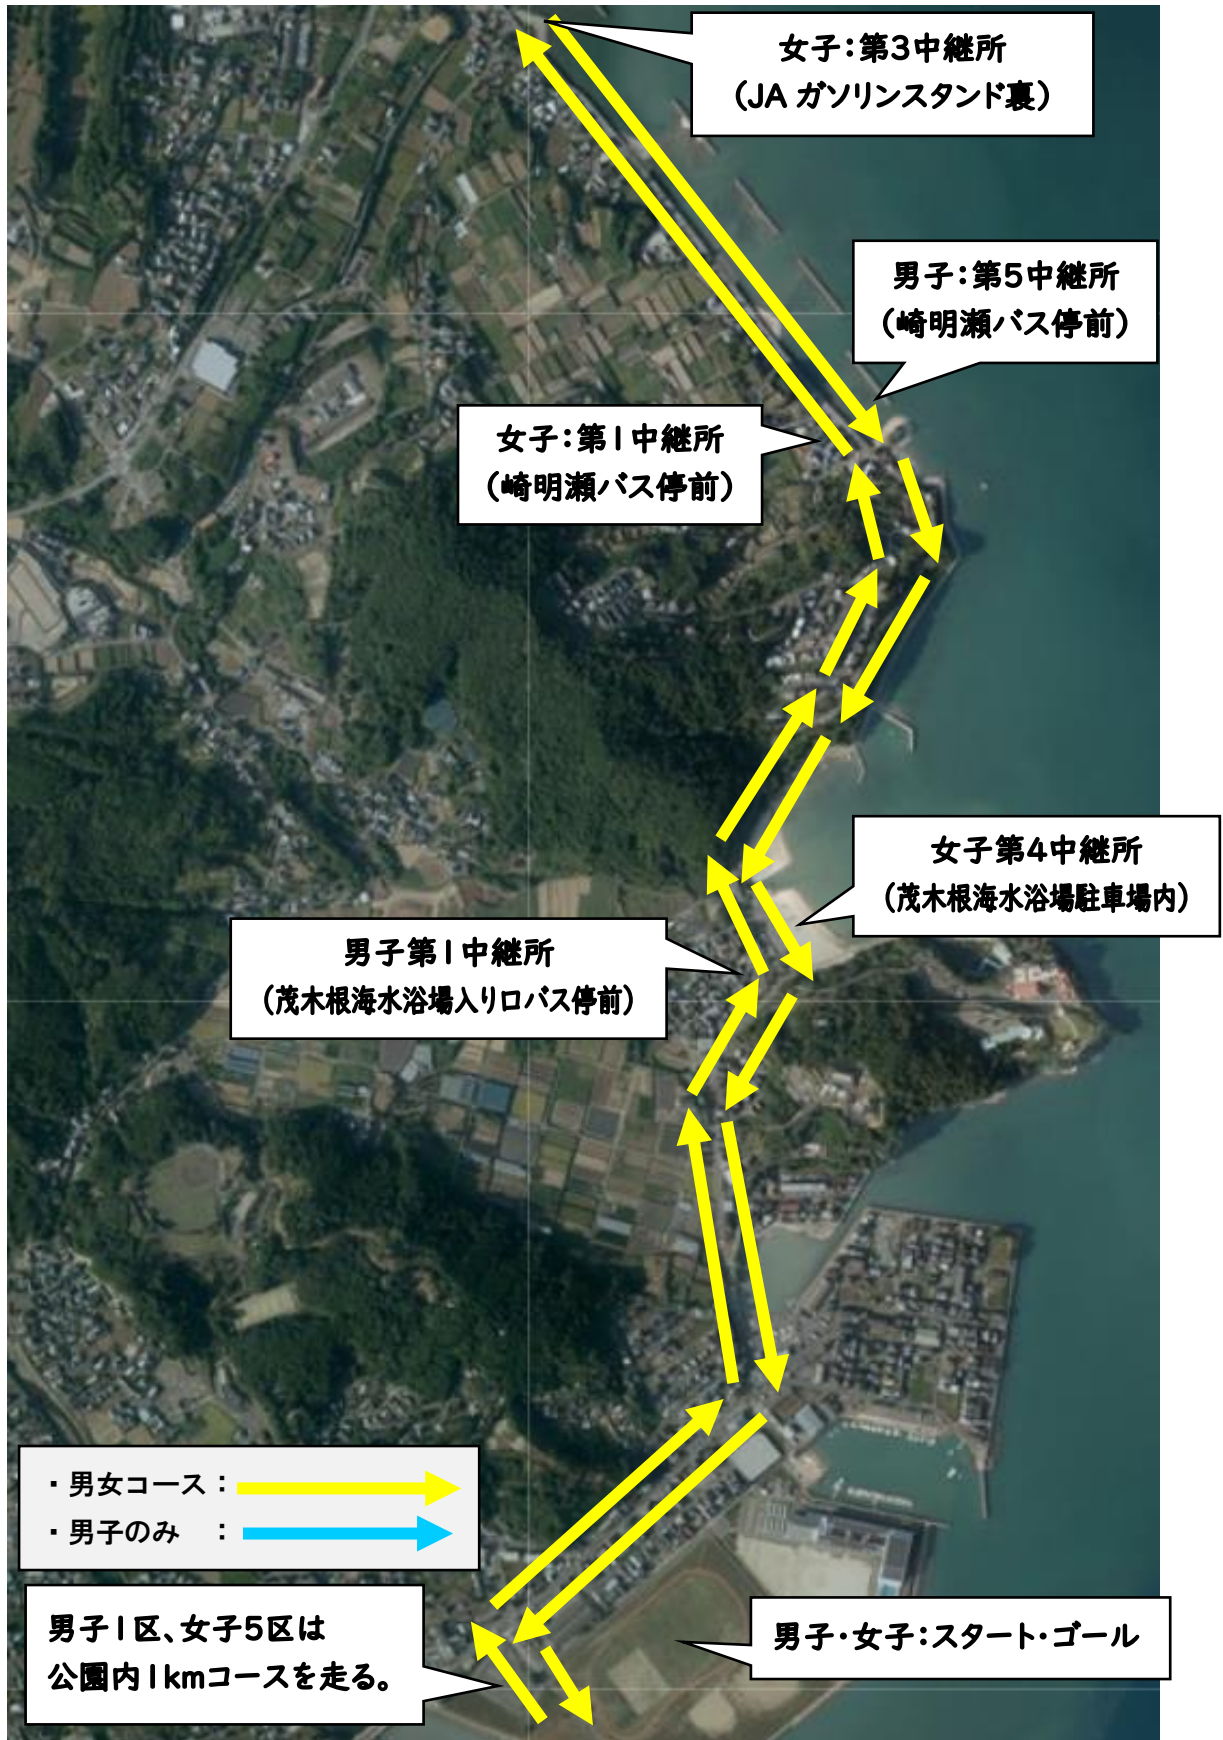 女子：第3中継所
（JA ガソリンスタンド裏）
男子：第5中継所
（崎明瀬バス停前）
女子：第1中継所
（崎明瀬バス停前）
女子第4中継所
（茂木根海水浴場駐車場内）
男子第1中継所
（茂木根海水浴場入り口バス停前）
・男女コース：
・男子のみ　：
男子1区、女子5区は
公園内1kmコースを走る。
男子・女子：スタート・ゴール